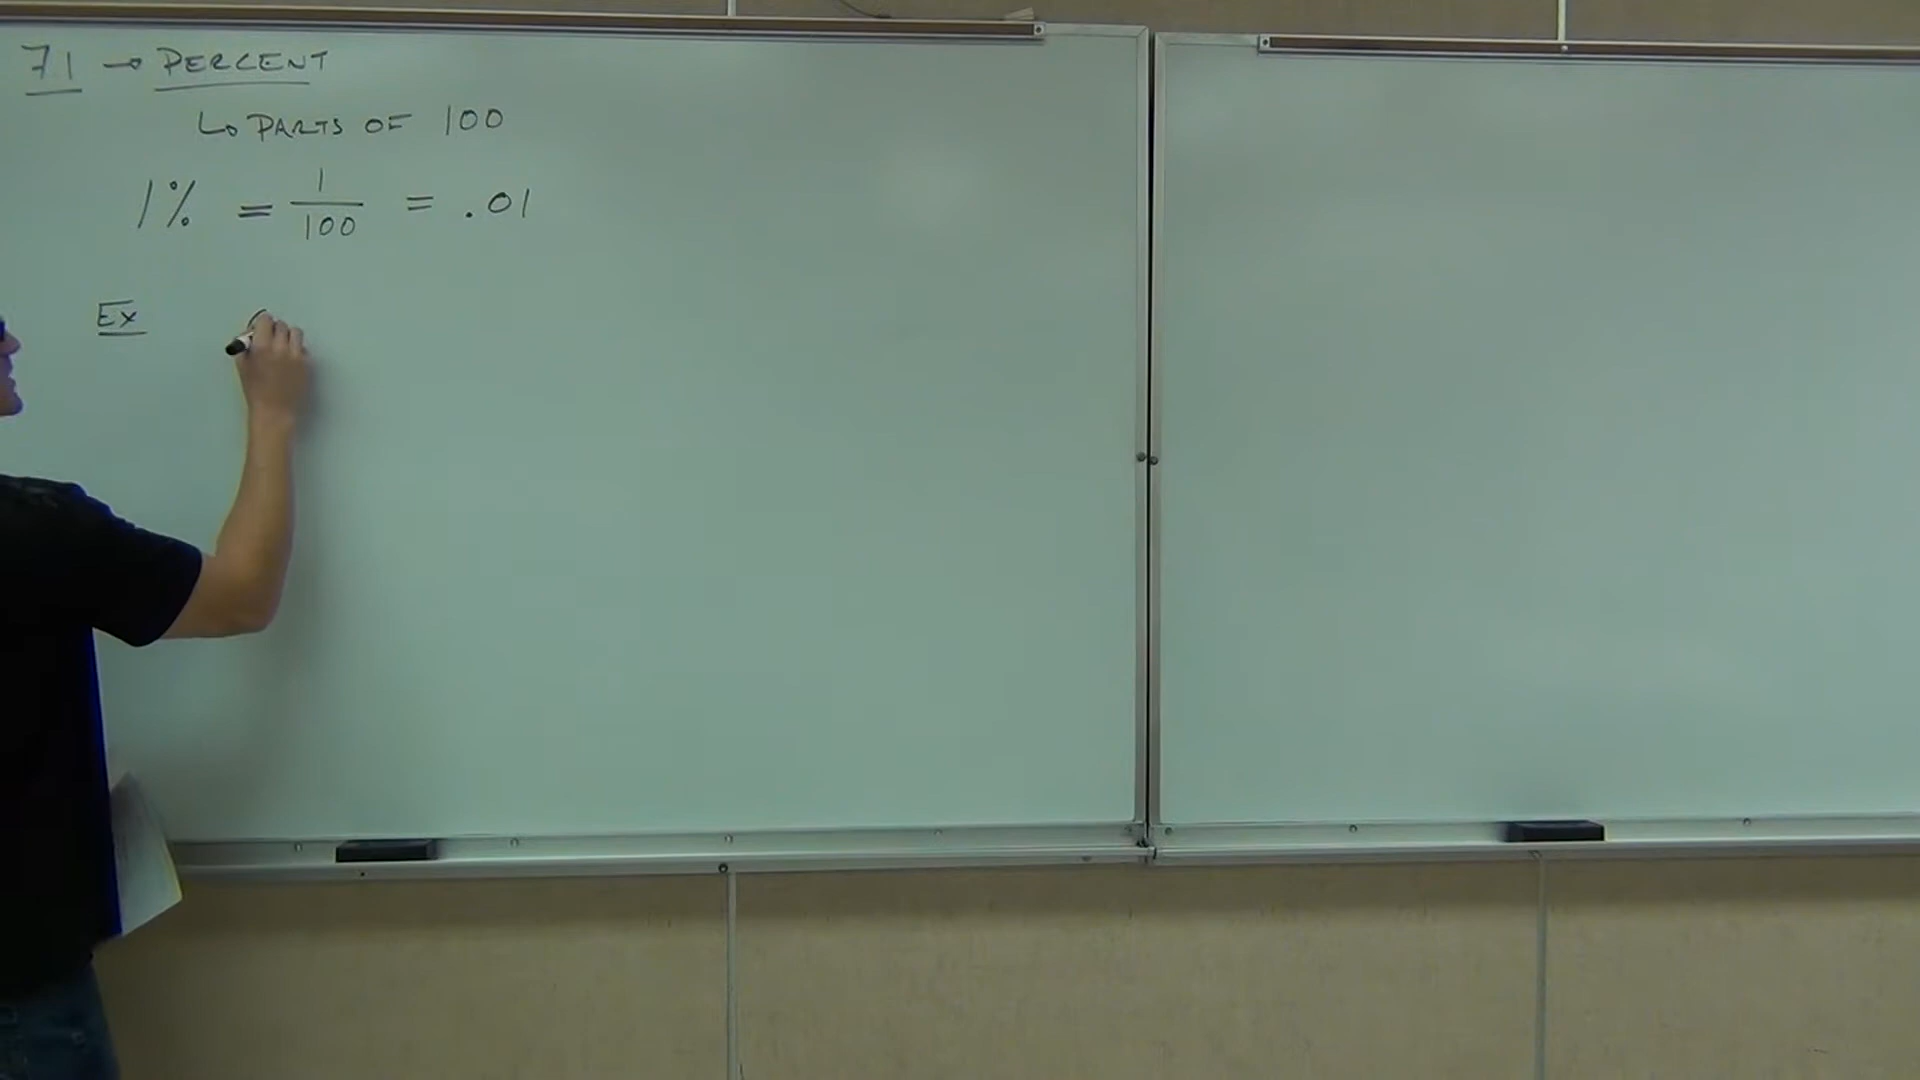 7.1 → PERCENT
↳ PARTS OF 100
1% = 1/100 = .01
Ex